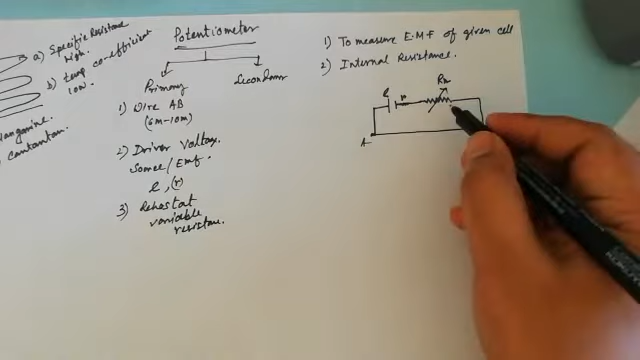 a) Specific Resistance
High.
b) temp co-efficient
low.
Manganine.
Constantan.
Potentiometer
Primary
Secondary
1) Wire AB
(6m-10m)
2) Driver Voltag.
Source/Emf.
e, (r)
3) Rehostat
variable
resistance.
1) To measure E.M.F of given cell
2) Internal Resistance.
Rh
e
r
A